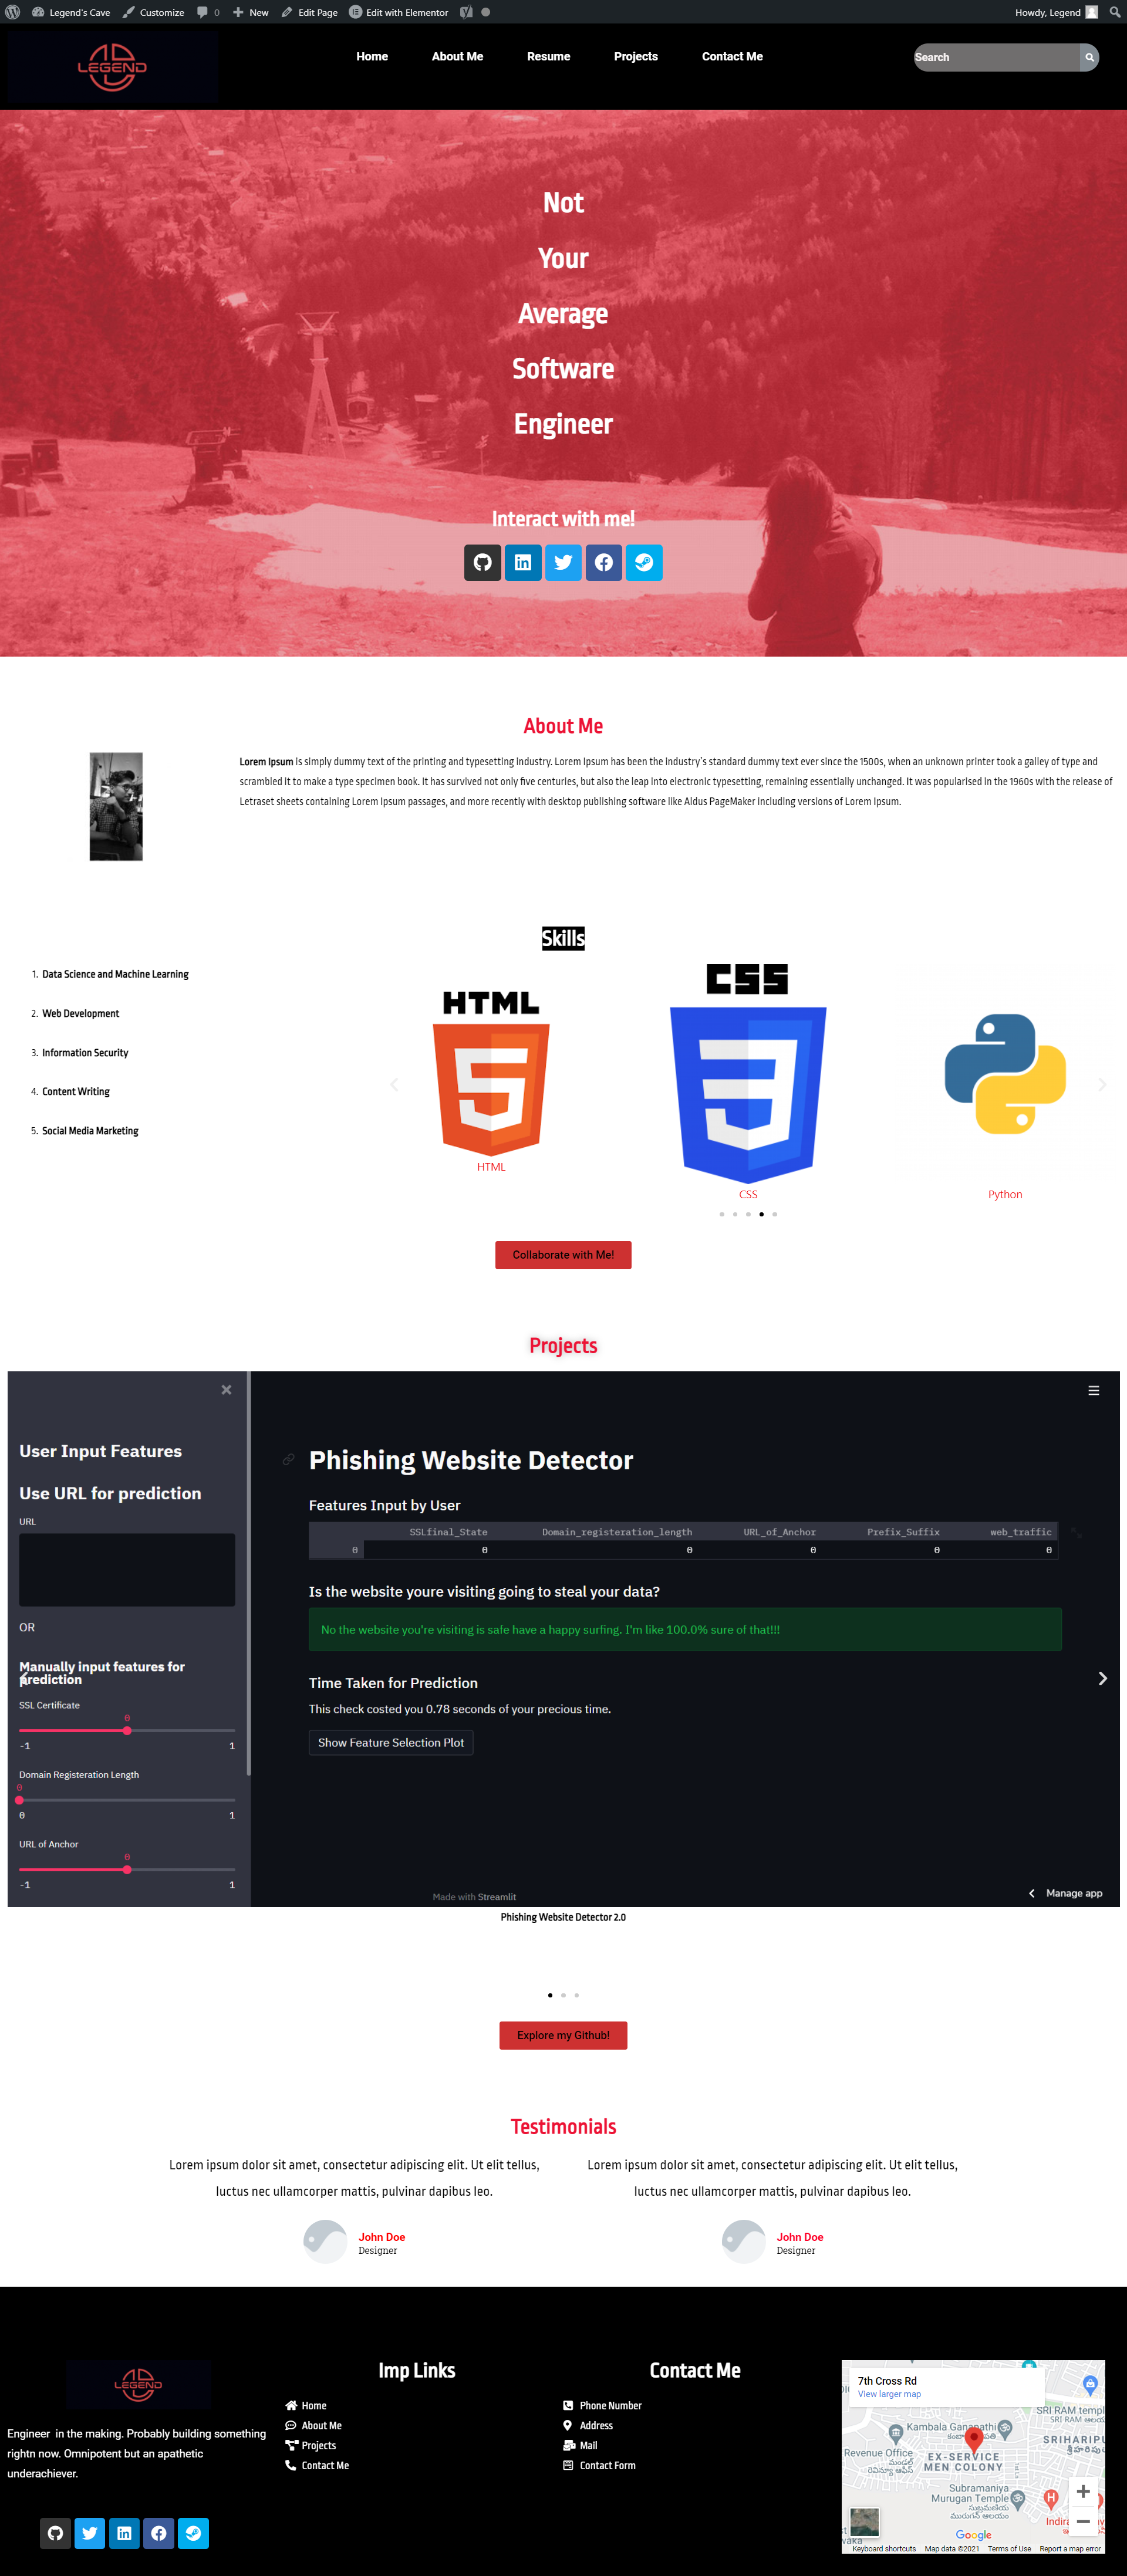 Legend's Cave Customize 0 New Edit Page Edit with Elementor Howdy, Legend
LEGEND
Home About Me Resume Projects Contact Me Search
Not
Your
Average
Software
Engineer
Interact with me!
About Me
Lorem Ipsum is simply dummy text of the printing and typesetting industry. Lorem Ipsum has been the industry's standard dummy text ever since the 1500s, when an unknown printer took a galley of type and
scrambled it to make a type specimen book. It has survived not only five centuries, but also the leap into electronic typesetting, remaining essentially unchanged. It was popularised in the 1960s with the release of
Letraset sheets containing Lorem Ipsum passages, and more recently with desktop publishing software like Aldus PageMaker including versions of Lorem Ipsum.
Skills
1. Data Science and Machine Learning
2. Web Development
3. Information Security
4. Content Writing
5. Social Media Marketing
HTML
5
HTML
CSS
3
CSS
Python
Collaborate with Me!
Projects
User Input Features
Use URL for prediction
URL
OR
Manually input features for
prediction
SSL Certificate
0
-1 1
Domain Registeration Length
0
0 1
URL of Anchor
0
-1 1
Phishing Website Detector
Features Input by User
SSLfinal_State Domain_registeration_length URL_of_Anchor Prefix_Suffix web_traffic
0 0 0 0 0 0
Is the website youre visiting going to steal your data?
No the website you're visiting is safe have a happy surfing. I'm like 100.0% sure of that!!!
Time Taken for Prediction
This check costed you 0.78 seconds of your precious time.
Show Feature Selection Plot
Made with Streamlit
Manage app
Phishing Website Detector 2.0
Explore my Github!
Testimonials
Lorem ipsum dolor sit amet, consectetur adipiscing elit. Ut elit tellus,
luctus nec ullamcorper mattis, pulvinar dapibus leo.
John Doe
Designer
Lorem ipsum dolor sit amet, consectetur adipiscing elit. Ut elit tellus,
luctus nec ullamcorper mattis, pulvinar dapibus leo.
John Doe
Designer
LEGEND
Engineer in the making. Probably building something
rightn now. Omnipotent but an apathetic
underachiever.
Imp Links
Home
About Me
Projects
Contact Me
Contact Me
Phone Number
Address
Mail
Contact Form
7th Cross Rd
View larger map
SRI RAM templ
SRI RAM ఆలయ
Kambala Ganapathi
SRIHARIPU
Revenue Office
మండల్
రెవెన్యూ ఆఫీస్
EX-SERVICE
MEN COLONY
Subramaniya
Murugan Temple
Indira
Google
Keyboard shortcuts Map data ©2021 Terms of Use Report a map error